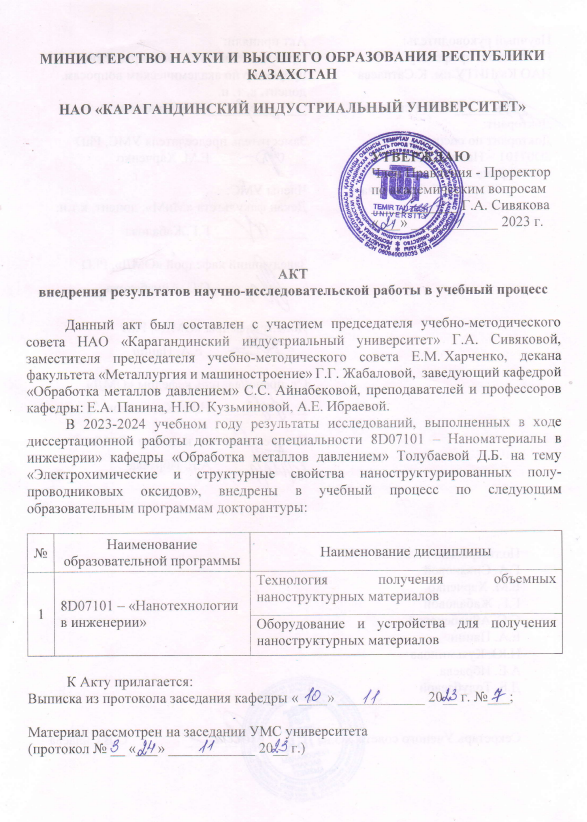 МИНИСТЕРСТВО НАУКИ И ВЫСШЕГО ОБРАЗОВАНИЯ РЕСПУБЛИКИ
КАЗАХСТАН
НАО «КАРАГАНДИНСКИЙ ИНДУСТРИАЛЬНЫЙ УНИВЕРСИТЕТ»
УТВЕРЖДАЮ
Член Правления - Проректор
по академическим вопросам
Г.А. Сивякова
« » 2023 г.
TEMIRTAU TECH
UNIVERSITY
АКТ
внедрения результатов научно-исследовательской работы в учебный процесс
Данный акт был составлен с участием председателя учебно-методического
совета НАО «Карагандинский индустриальный университет» Г.А. Сивяковой,
заместителя председателя учебно-методического совета Е.М. Харченко, декана
факультета «Металлургия и машиностроение» Г.Г. Жабаловой, заведующий кафедрой
«Обработка металлов давлением» С.С. Айнабековой, преподавателей и профессоров
кафедры: Е.А. Панина, Н.Ю. Кузьминовой, А.Е. Ибраевой.
В 2023-2024 учебном году результаты исследований, выполненных в ходе
диссертационной работы докторанта специальности 8D07101 – Наноматериалы в
инженерии» кафедры «Обработка металлов давлением» Толубаевой Д.Б. на тему
«Электрохимические и структурные свойства наноструктурированных полу-
проводниковых оксидов», внедрены в учебный процесс по следующим
образовательным программам докторантуры:
№ Наименование образовательной программы Наименование дисциплины
1 8D07101 – «Нанотехнологии в инженерии»
Технология получения объемных
наноструктурных материалов
Оборудование и устройства для получения
наноструктурных материалов
К Акту прилагается:
Выписка из протокола заседания кафедры « 10 » 11 2023 г. № 7;
Материал рассмотрен на заседании УМС университета
(протокол № 3 «24» 11 2023 г.)